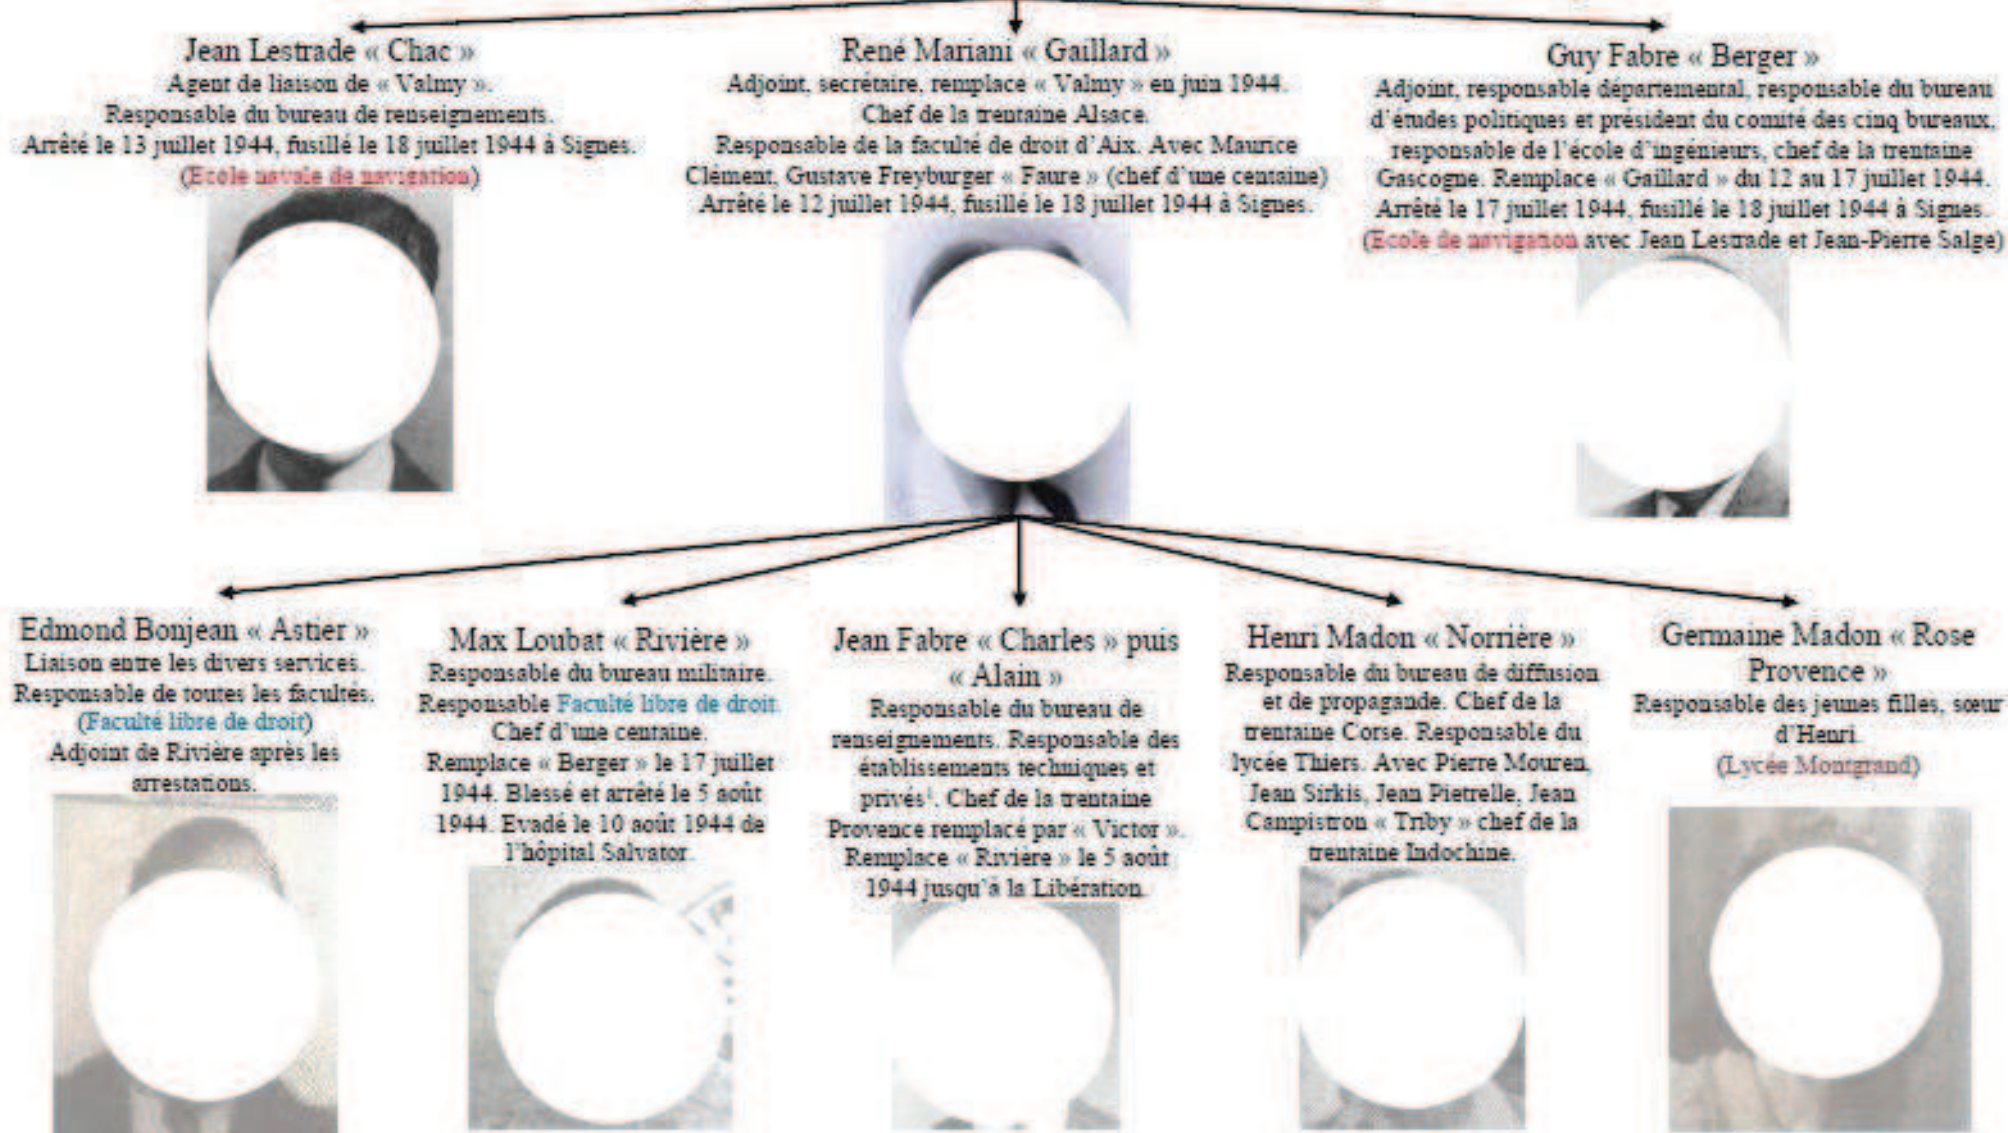 Jean Lestrade « Chac »
Agent de liaison de « Valmy ».
Responsable du bureau de renseignements.
Arrêté le 13 juillet 1944, fusillé le 18 juillet 1944 à Signes.
(Ecole navale de navigation)
René Mariani « Gaillard »
Adjoint, secrétaire, remplace « Valmy » en juin 1944.
Chef de la trentaine Alsace.
Responsable de la faculté de droit d'Aix. Avec Maurice
Clément, Gustave Freyburger « Faure » (chef d'une centaine)
Arrêté le 12 juillet 1944, fusillé le 18 juillet 1944 à Signes.
Guy Fabre « Berger »
Adjoint, responsable départemental, responsable du bureau
d'études politiques et président du comité des cinq bureaux,
responsable de l'école d'ingénieurs, chef de la trentaine
Gascogne. Remplace « Gaillard » du 12 au 17 juillet 1944.
Arrêté le 17 juillet 1944, fusillé le 18 juillet 1944 à Signes.
(Ecole de navigation avec Jean Lestrade et Jean-Pierre Salge)
Edmond Bonjean « Astier »
Liaison entre les divers services.
Responsable de toutes les facultés.
(Faculté libre de droit)
Adjoint de Rivière après les
arrestations.
Max Loubat « Rivière »
Responsable du bureau militaire.
Responsable Faculté libre de droit.
Chef d'une centaine.
Remplace « Berger » le 17 juillet
1944. Blessé et arrêté le 5 août
1944. Evadé le 10 août 1944 de
l'hôpital Salvator.
Jean Fabre « Charles » puis
« Alain »
Responsable du bureau de
renseignements. Responsable des
établissements techniques et
privés¹. Chef de la trentaine
Provence remplacé par « Victor ».
Remplace « Rivière » le 5 août
1944 jusqu'à la Libération.
Henri Madon « Norrière »
Responsable du bureau de diffusion
et de propagande. Chef de la
trentaine Corse. Responsable du
lycée Thiers. Avec Pierre Mouren,
Jean Sirkis, Jean Pietrelle, Jean
Campistron « Triby » chef de la
trentaine Indochine.
Germaine Madon « Rose
Provence »
Responsable des jeunes filles, sœur
d'Henri.
(Lycée Montgrand)